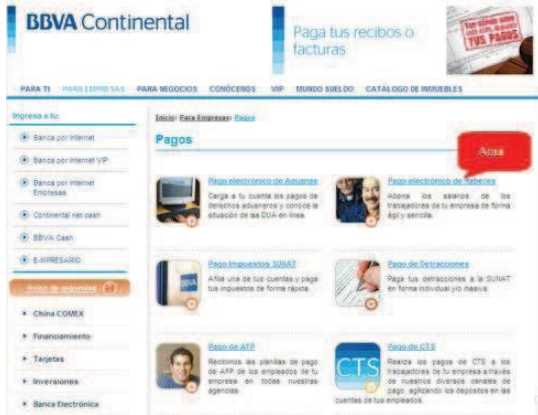 BBVA Continental
Paga tus recibos o
facturas
TUS PAGOS
PARA TI PARA EMPRESAS PARA NEGOCIOS CONÓCENOS VIP MUNDO SUELDO CATÁLOGO DE INMUEBLES
Ingresa a tu:
Banca por Internet
Banca por Internet VIP
Banca por Internet
Empresas
Continental net cash
BBVA Cash
E-MPRESARIO
Aviso de seguridad
China COMEX
Financiamiento
Tarjetas
Inversiones
Banca Electrónica
Inicio> Para Empresas> Pagos
Pagos
Aquí
Pago electrónico de Aduanas
Carga a tu cuenta los pagos de
derechos aduaneros y conoce la
situación de las DUA en línea.
Pago electrónico de Haberes
Abona los salarios de los
trabajadores de tu empresa de forma
ágil y sencilla.
Pago Impuestos SUNAT
Afilia una de tus cuentas y paga
tus impuestos de forma rápida.
BBVA
Pago de Detracciones
Paga tus detracciones a la SUNAT
en forma individual y/o masiva.
Pago de AFP
Recibimos las planillas de pago
de AFP de los empleados de tu
empresa en todas nuestras
agencias.
CTS
Pago de CTS
Realiza los pagos de CTS a los
trabajadores de tu empresa a través
de nuestros diversos canales de
pago, agilizando los depósitos en las
cuentas de tus empleados.